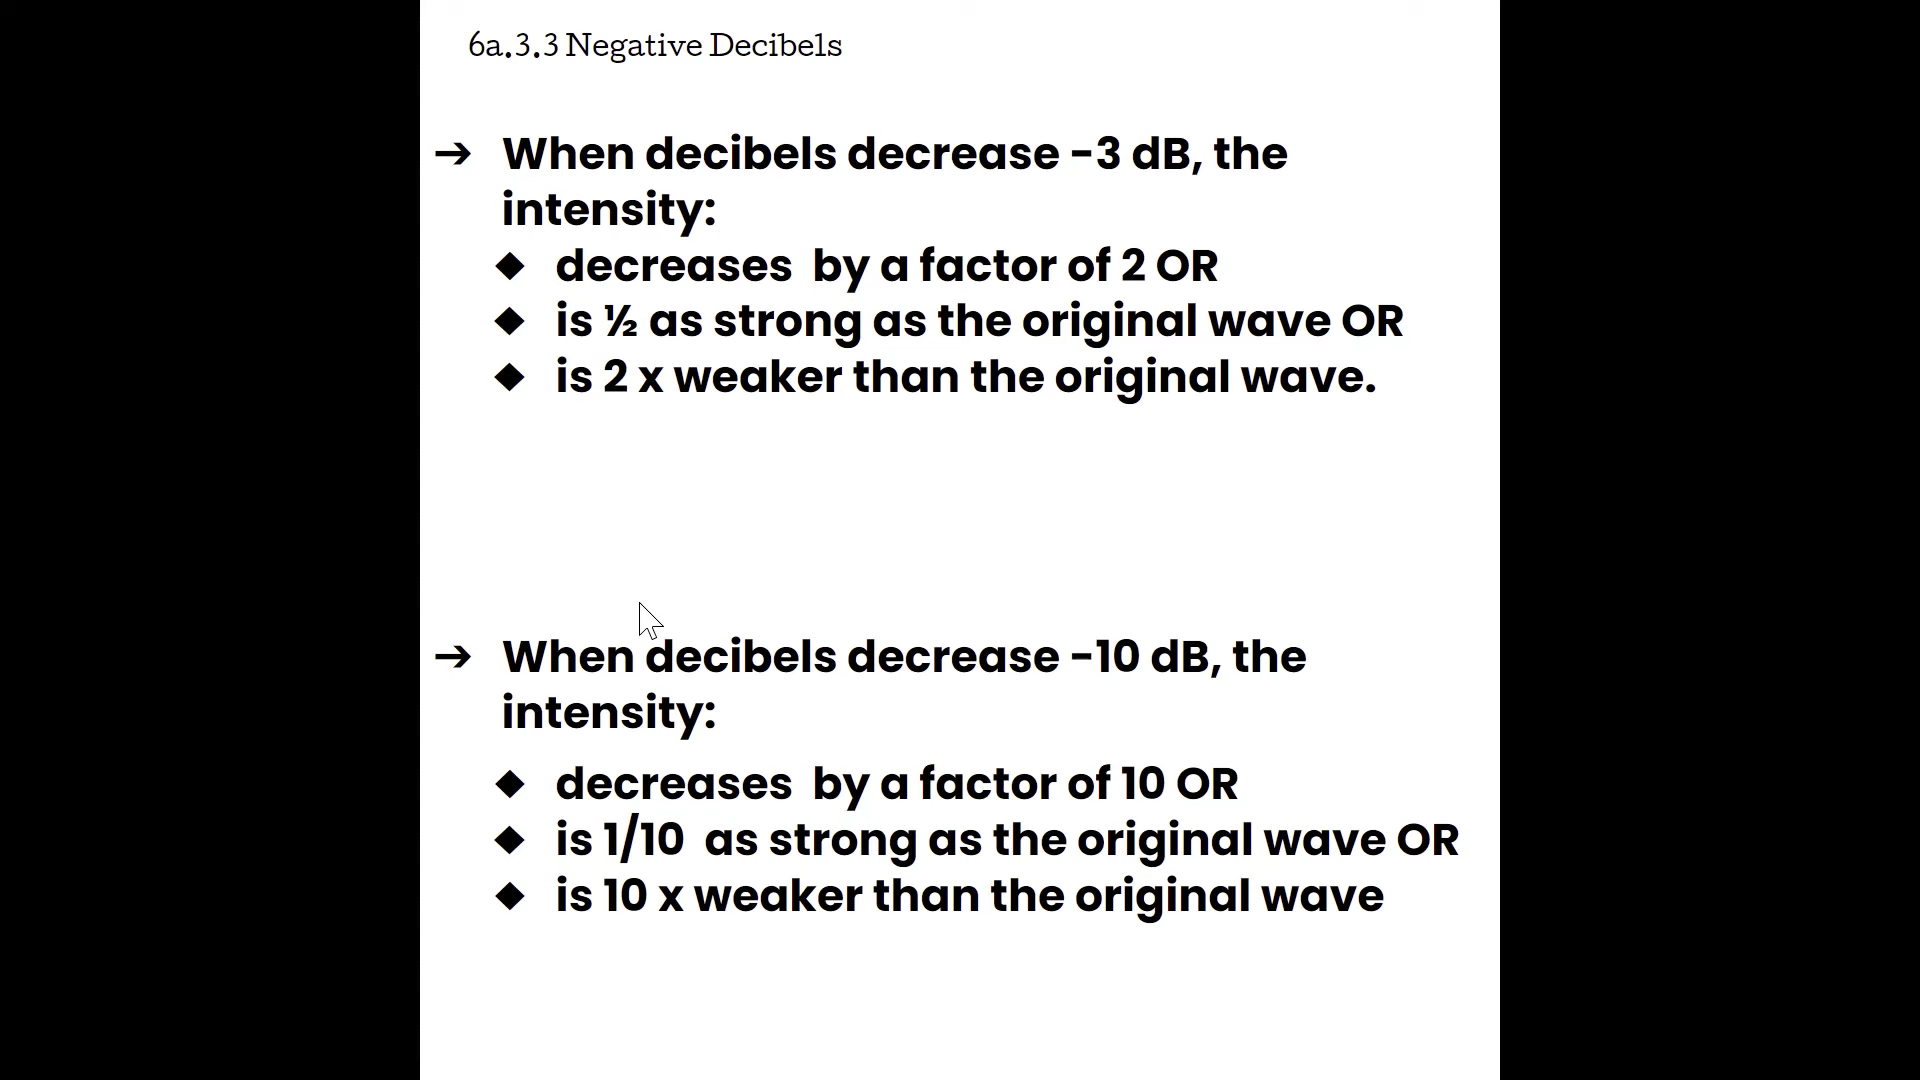 6a.3.3 Negative Decibels
➔ When decibels decrease -3 dB, the
intensity:
◆ decreases  by a factor of 2 OR
◆ is ½ as strong as the original wave OR
◆ is 2 x weaker than the original wave.
➔ When decibels decrease -10 dB, the
intensity:
◆ decreases  by a factor of 10 OR
◆ is 1/10  as strong as the original wave OR
◆ is 10 x weaker than the original wave